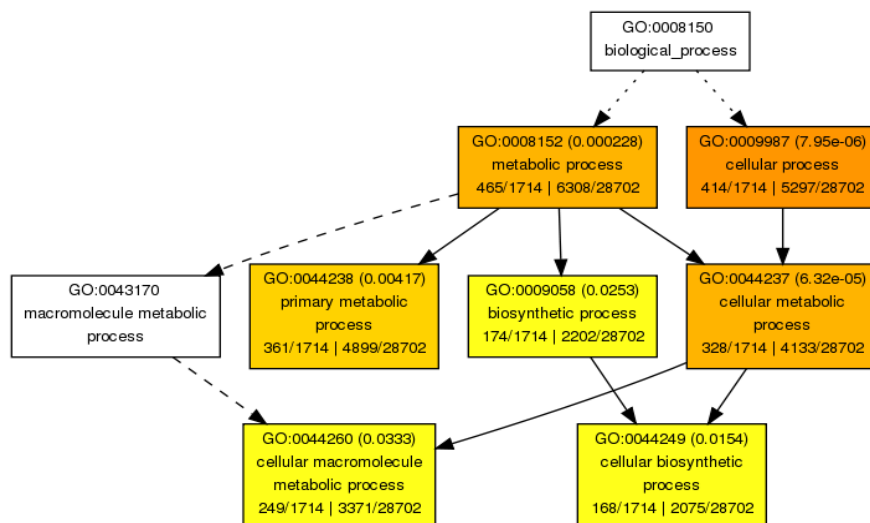 GO:0008150
biological_process
GO:0008152 (0.000228)
metabolic process
465/1714 | 6308/28702
GO:0009987 (7.95e-06)
cellular process
414/1714 | 5297/28702
GO:0043170
macromolecule metabolic
process
GO:0044238 (0.00417)
primary metabolic
process
361/1714 | 4899/28702
GO:0009058 (0.0253)
biosynthetic process
174/1714 | 2202/28702
GO:0044237 (6.32e-05)
cellular metabolic
process
328/1714 | 4133/28702
GO:0044260 (0.0333)
cellular macromolecule
metabolic process
249/1714 | 3371/28702
GO:0044249 (0.0154)
cellular biosynthetic
process
168/1714 | 2075/28702